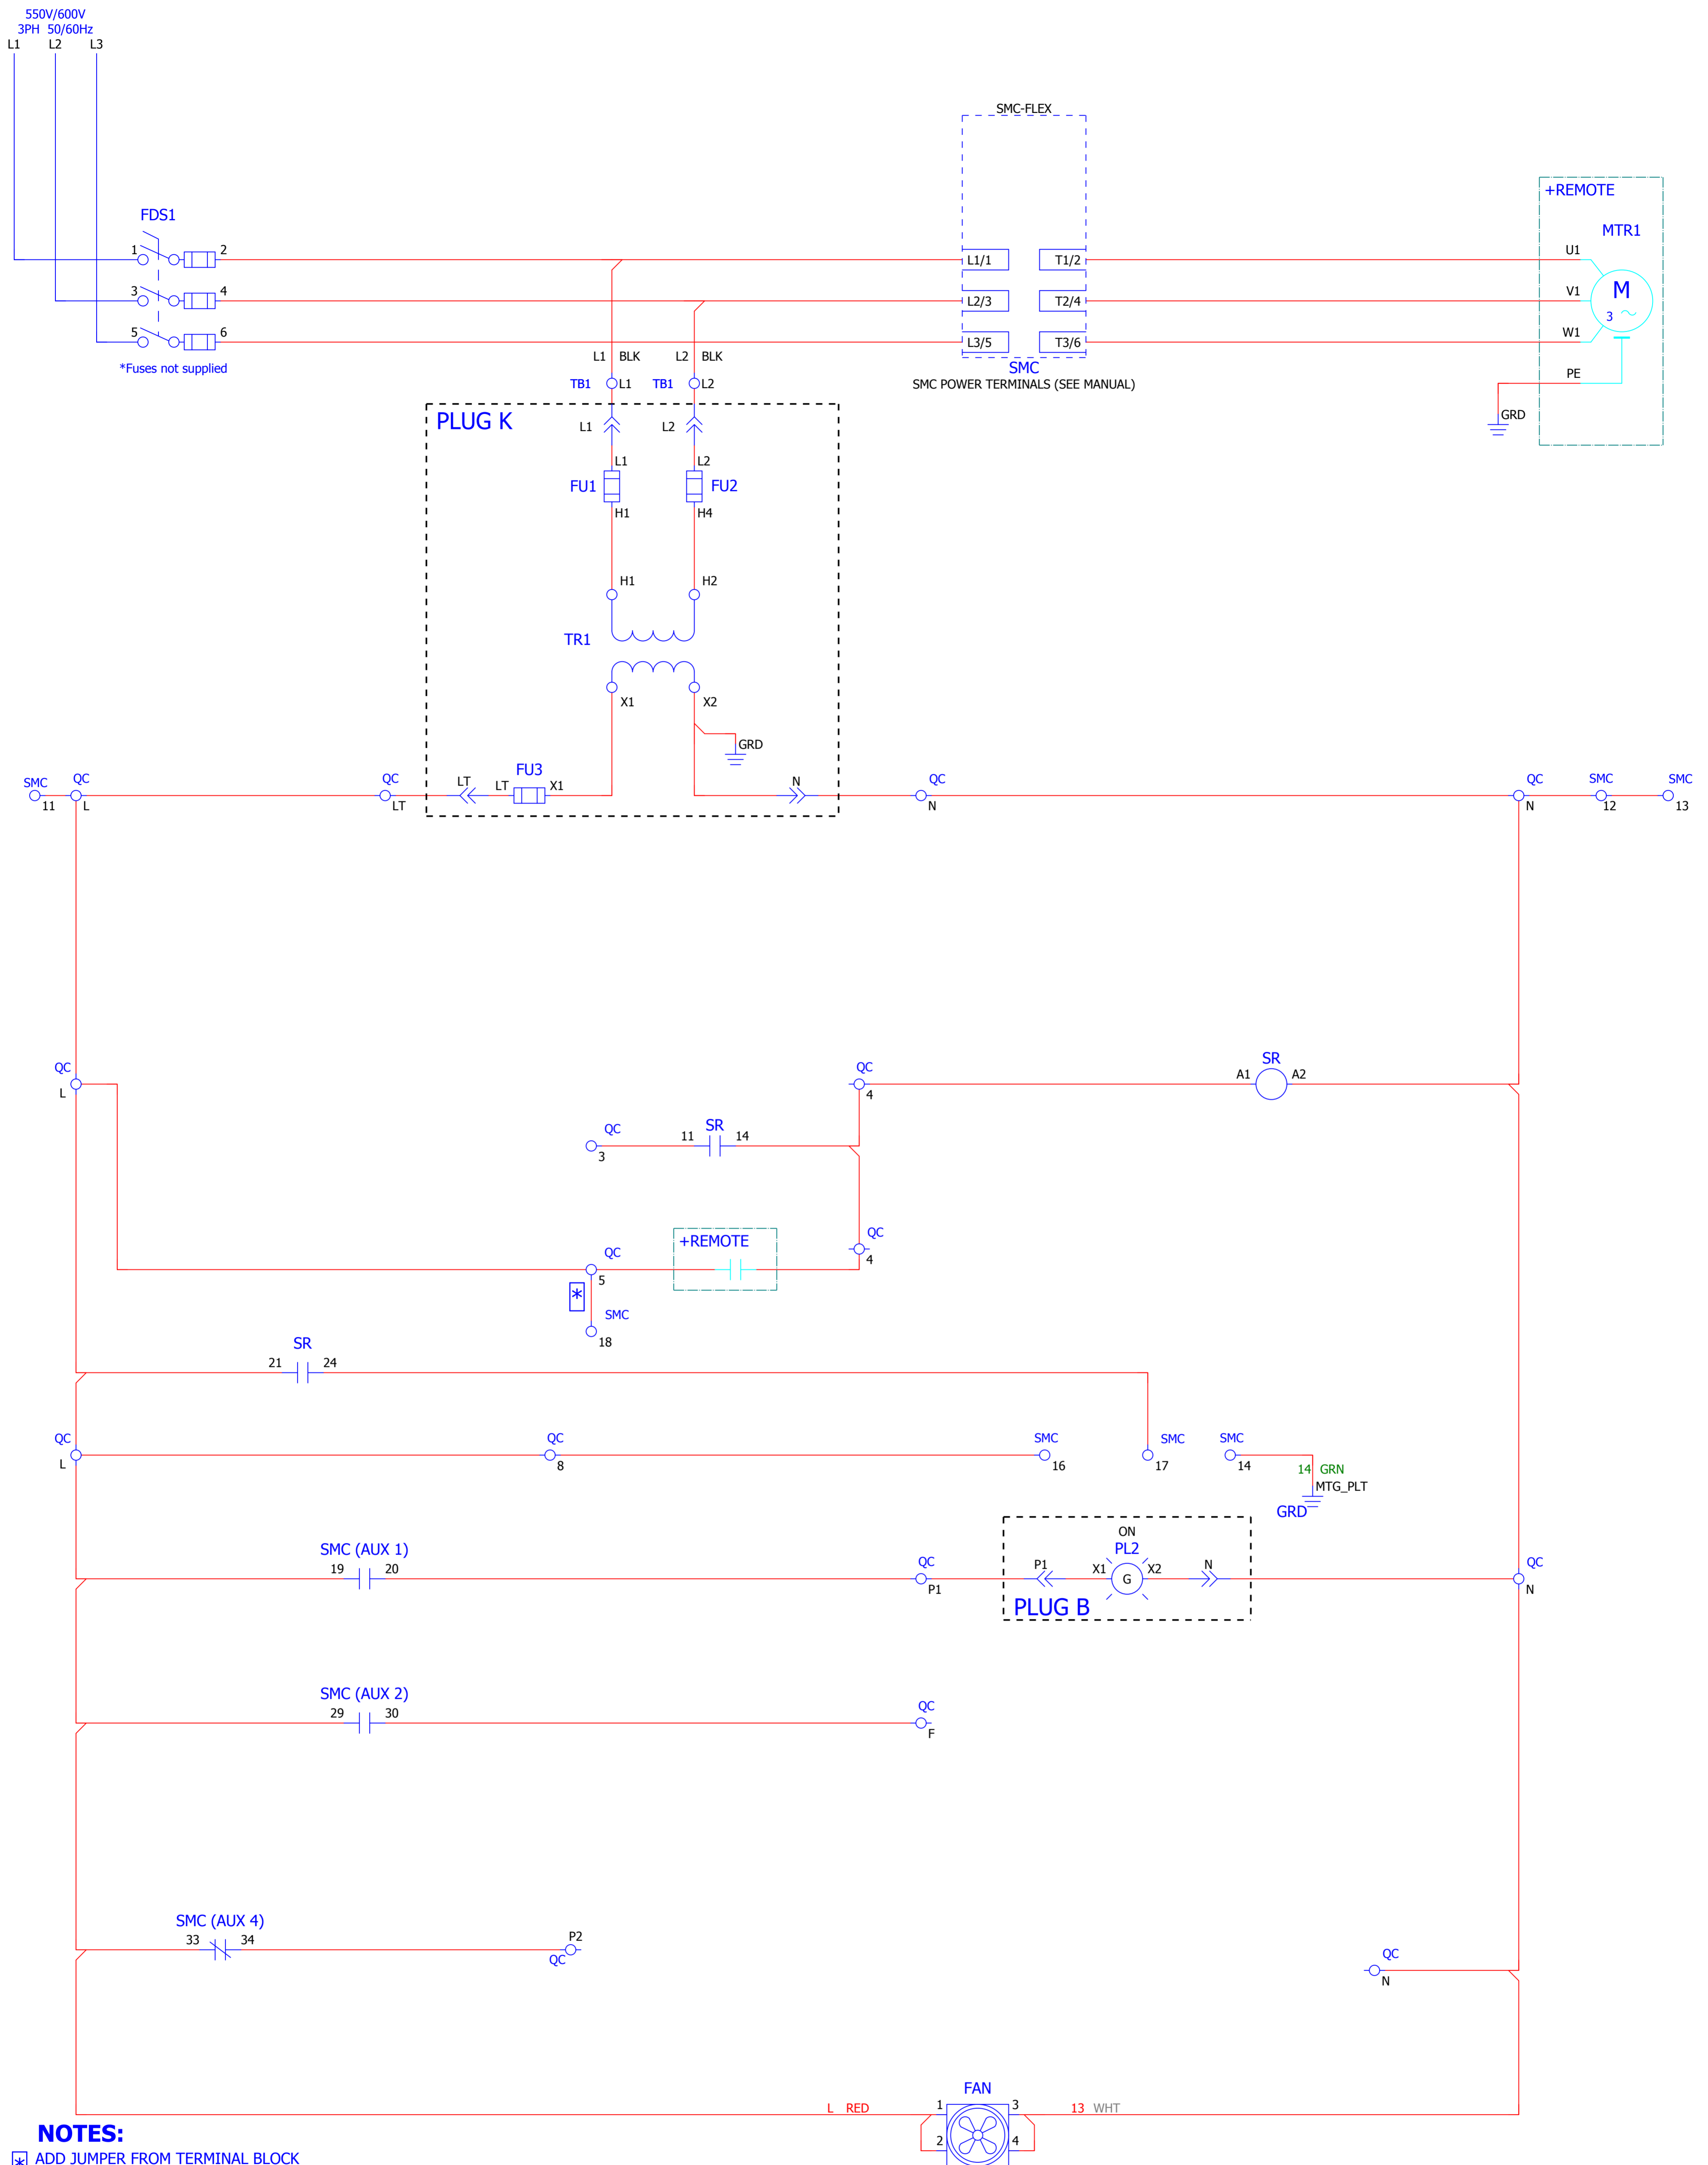 550V/600V
3PH 50/60Hz
L1 L2 L3
SMC-FLEX
+REMOTE
FDS1
MTR1
1 2 L1/1 T1/2 U1
3 4 L2/3 T2/4 V1
M
3
5 6 L3/5 T3/6 W1
*Fuses not supplied
L1 BLK L2 BLK
SMC
SMC POWER TERMINALS (SEE MANUAL)
PE
TB1 L1 TB1 L2
GRD
PLUG K
L1 L2
L1 L2
FU1 FU2
H1 H4
H1 H2
TR1
X1 X2
GRD
SMC QC QC LT LT FU3 X1 N QC QC SMC SMC
11 L LT N N 12 13
QC QC SR
L 4 A1 A2
QC SR
3 11 14
QC +REMOTE QC
5 4
*
SMC
18
SR
21 24
QC QC SMC SMC SMC
L 8 16 17 14
14 GRN
MTG_PLT
GRD
SMC (AUX 1)
19 20
ON
PL2
QC P1 X1 G X2 N QC
P1 N
PLUG B
SMC (AUX 2)
29 30
QC
F
SMC (AUX 4)
33 34
P2
QC
QC
N
FAN
L RED 1 3 13 WHT
2 4
NOTES:
* ADD JUMPER FROM TERMINAL BLOCK